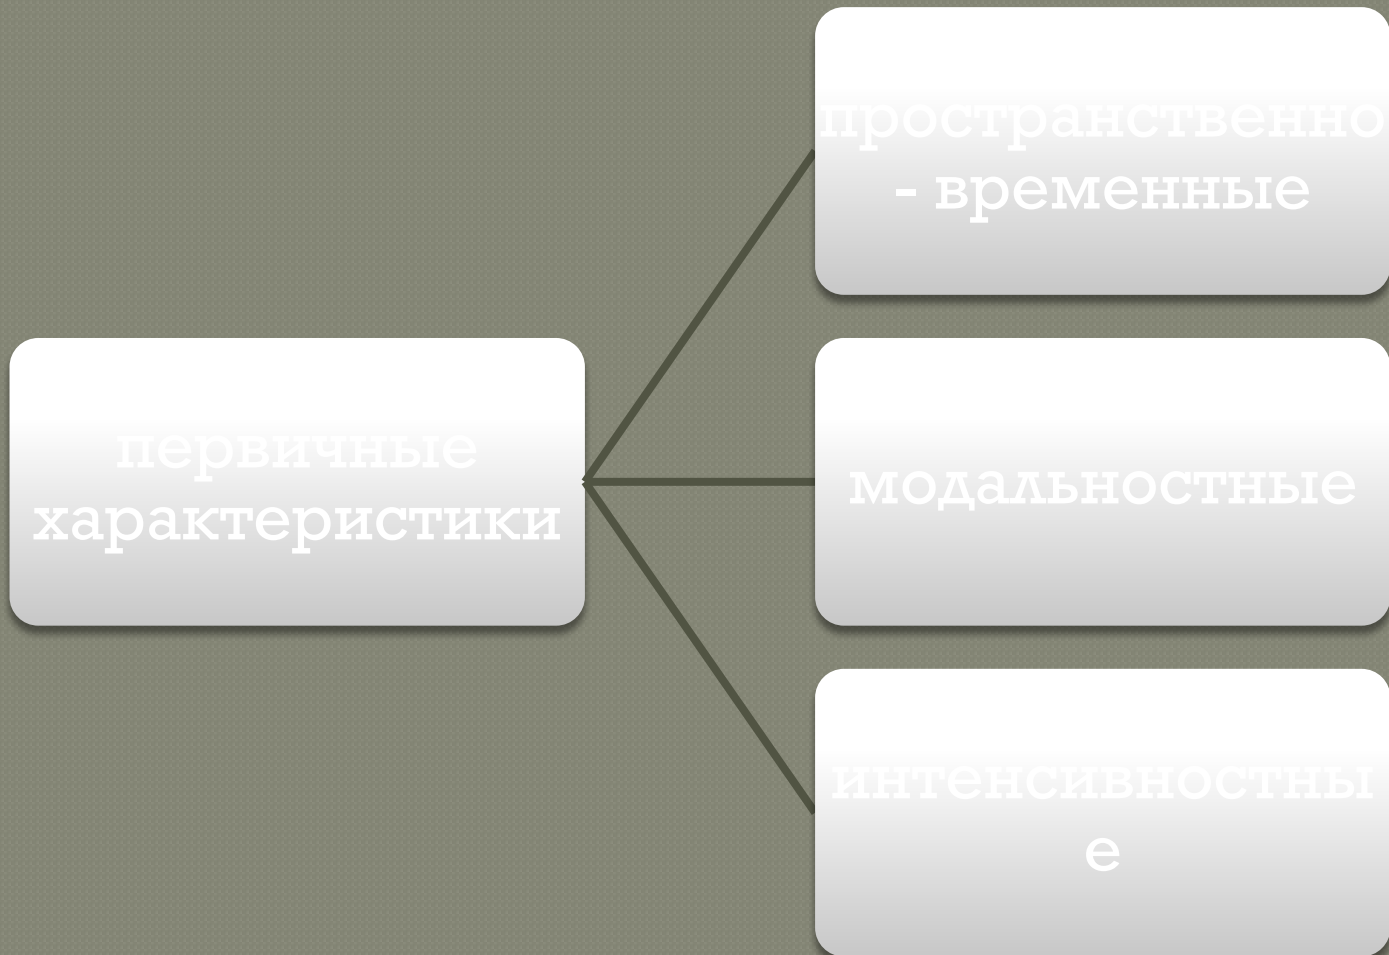 первичные
характеристики
пространственно
- временные
модальностные
интенсивностны
е